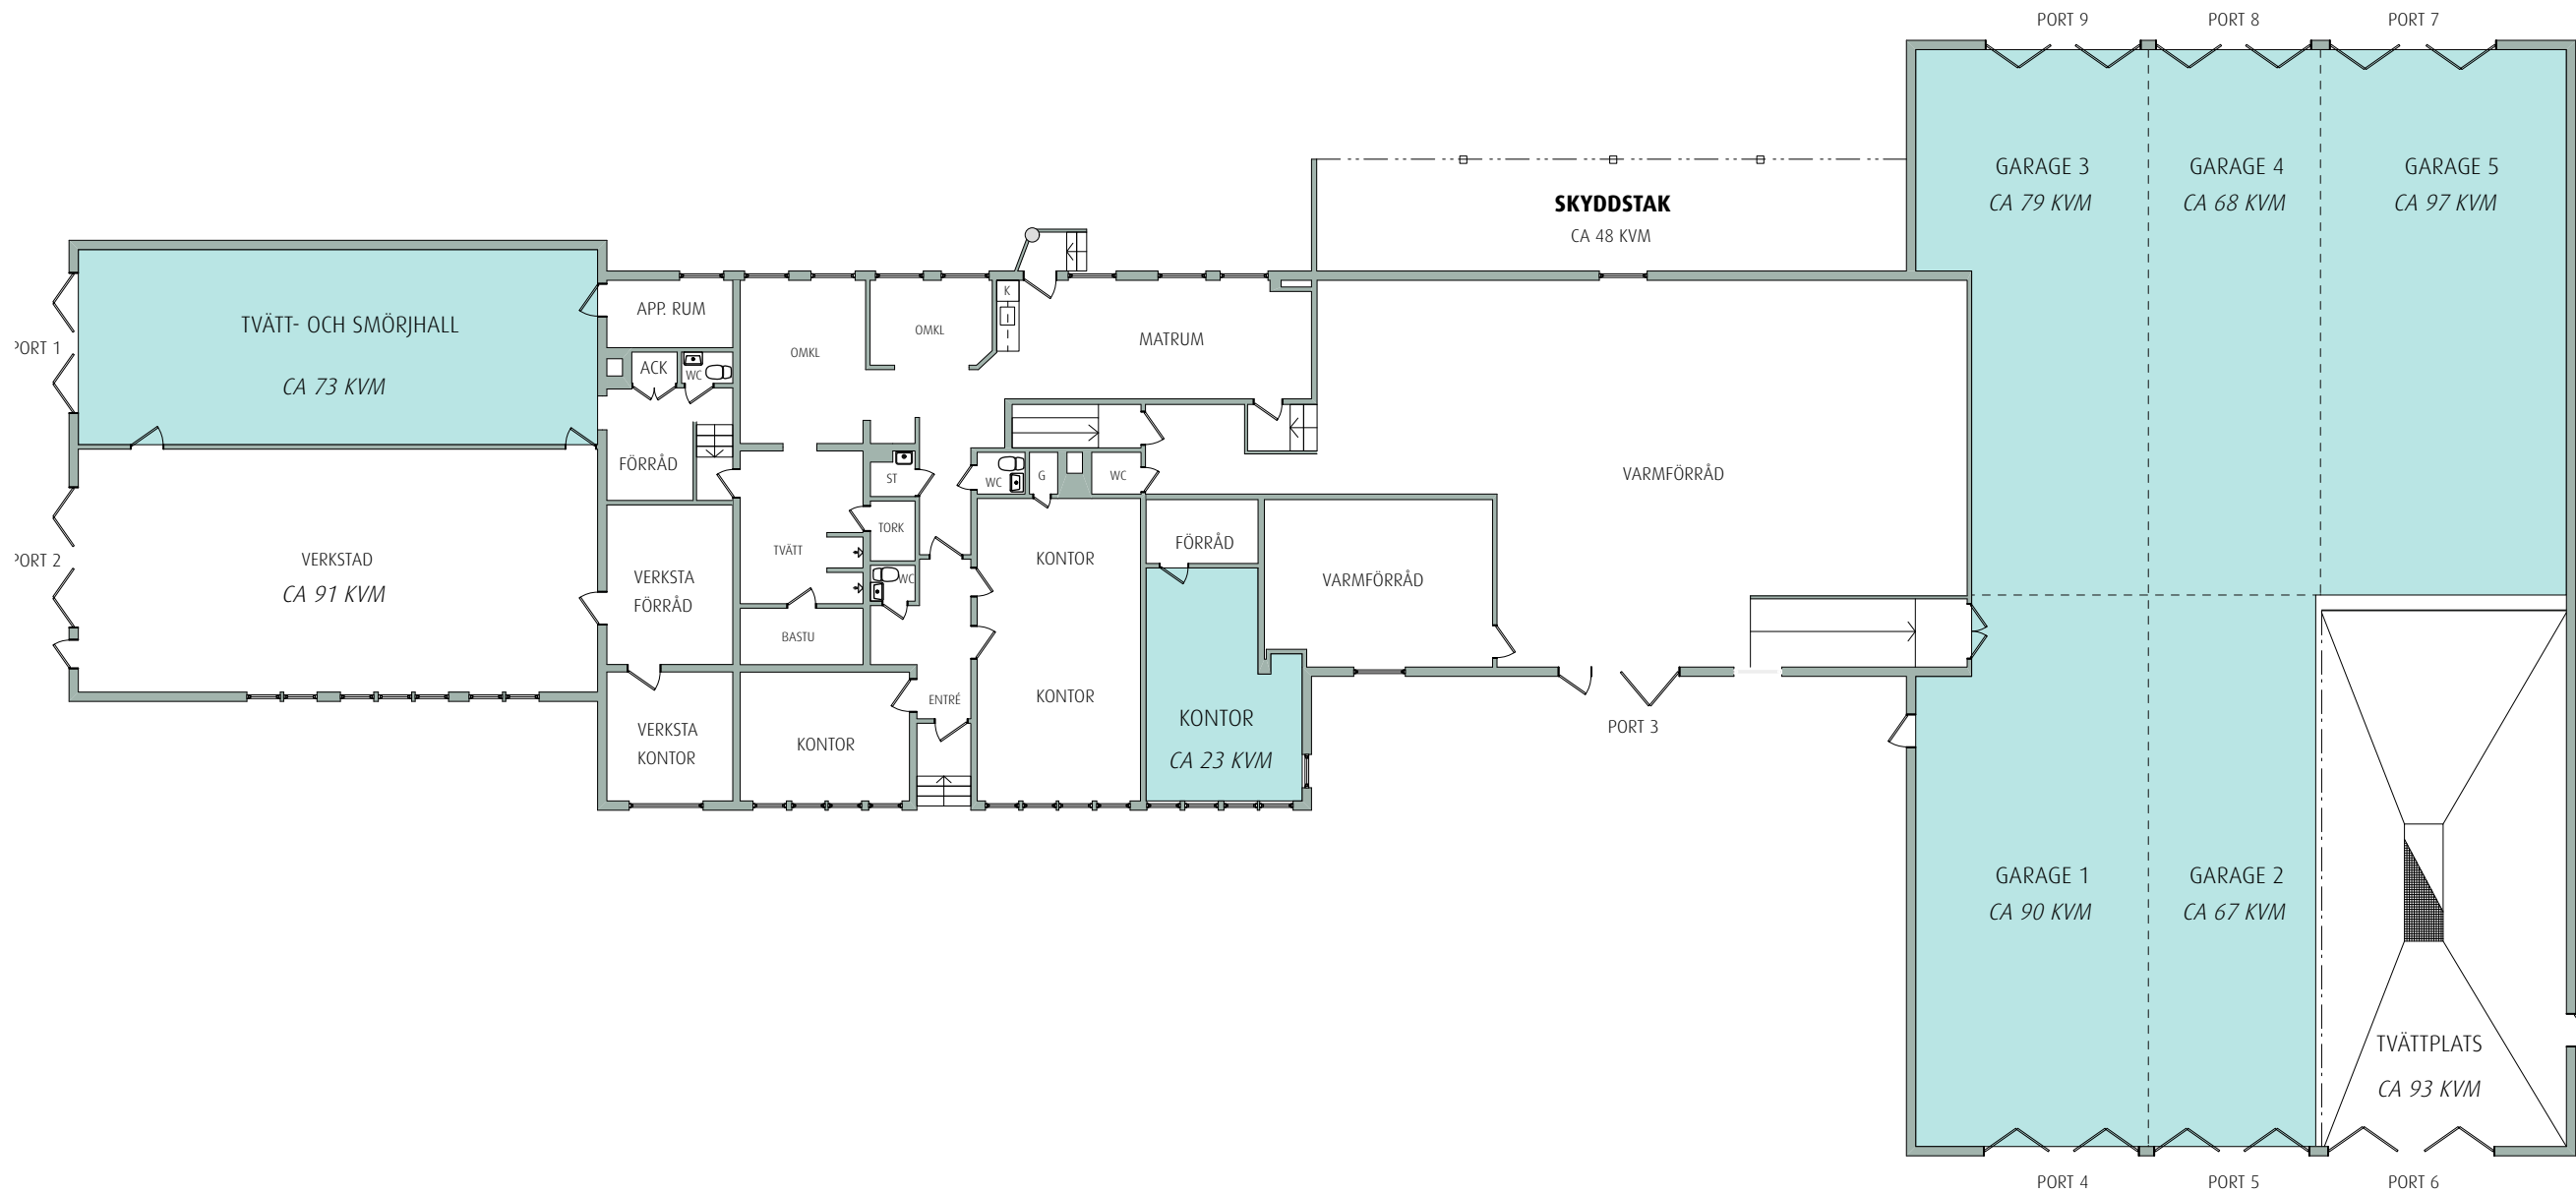 PORT 9
PORT 8
PORT 7
GARAGE 3
CA 79 KVM
GARAGE 4
CA 68 KVM
GARAGE 5
CA 97 KVM
SKYDDSTAK
CA 48 KVM
TVÄTT- OCH SMÖRJHALL
CA 73 KVM
PORT 1
APP. RUM
ACK
WC
OMKL
OMKL
K
MATRUM
FÖRRÅD
ST
WC
G
WC
VARMFÖRRÅD
PORT 2
VERKSTAD
CA 91 KVM
VERKSTA
FÖRRÅD
TVÄTT
TORK
WC
BASTU
KONTOR
FÖRRÅD
VARMFÖRRÅD
VERKSTA
KONTOR
KONTOR
ENTRÉ
KONTOR
KONTOR
CA 23 KVM
PORT 3
GARAGE 1
CA 90 KVM
GARAGE 2
CA 67 KVM
TVÄTTPLATS
CA 93 KVM
PORT 4
PORT 5
PORT 6